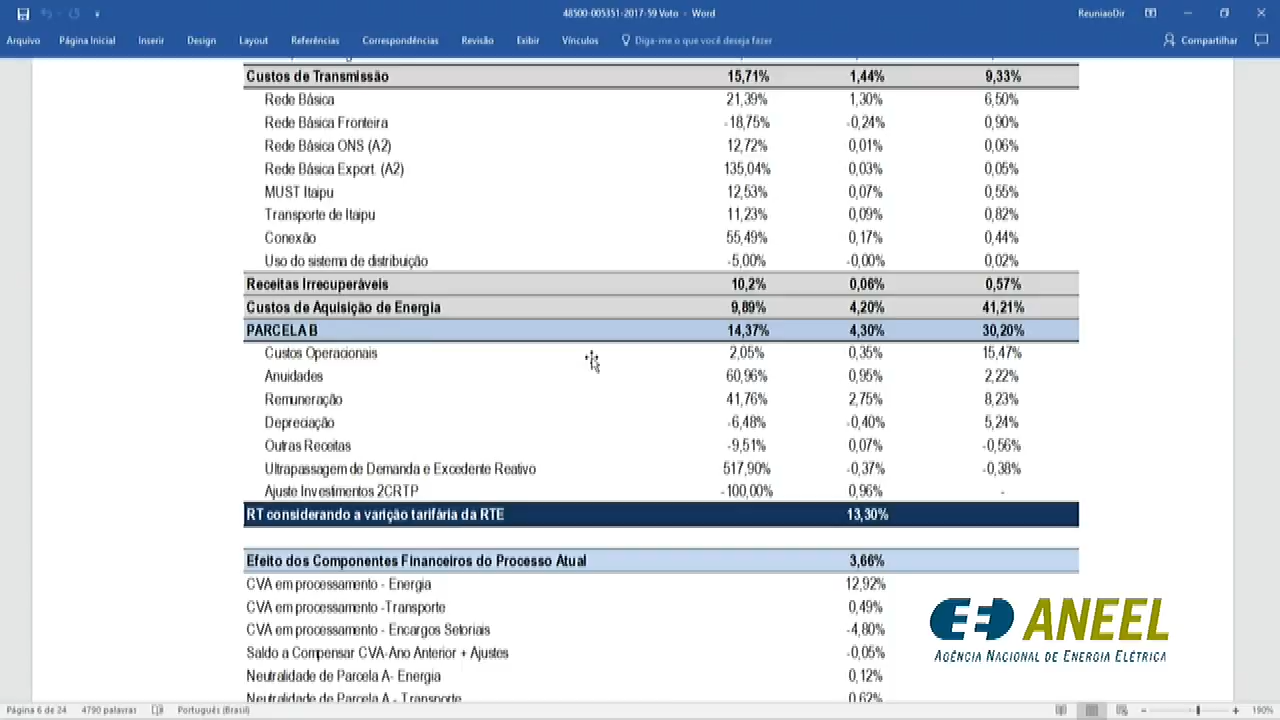 48500-005351-2017-59 Voto - Word
ReuniaoDir
Arquivo Página Inicial Inserir Design Layout Referências Correspondências Revisão Exibir Vínculos Diga-me o que você deseja fazer Compartilhar
Custos de Transmissão 15,71% 1,44% 9,33%
Rede Básica 21,39% 1,30% 6,50%
Rede Básica Fronteira -18,75% -0,24% 0,90%
Rede Básica ONS (A2) 12,72% 0,01% 0,06%
Rede Básica Export (A2) 135,04% 0,03% 0,05%
MUST Itaipu 12,53% 0,07% 0,55%
Transporte de Itaipu 11,23% 0,09% 0,82%
Conexão 55,49% 0,17% 0,44%
Uso do sistema de distribuição -5,00% -0,00% 0,02%
Receitas Irrecuperáveis 10,2% 0,06% 0,57%
Custos de Aquisição de Energia 9,89% 4,20% 41,21%
PARCELA B 14,37% 4,30% 30,20%
Custos Operacionais 2,05% 0,35% 15,47%
Anuidades 60,96% 0,95% 2,22%
Remuneração 41,76% 2,75% 8,23%
Depreciação -6,48% -0,40% 5,24%
Outras Receitas -9,51% 0,07% -0,56%
Ultrapassagem de Demanda e Excedente Reativo 517,90% -0,37% -0,38%
Ajuste Investimentos 2CRTP -100,00% 0,96% -
RT considerando a varição tarifária da RTE 13,30%
Efeito dos Componentes Financeiros do Processo Atual 3,66%
CVA em processamento - Energia 12,92%
CVA em processamento -Transporte 0,49%
CVA em processamento - Encargos Setoriais -4,80%
Saldo a Compensar CVA-Ano Anterior + Ajustes -0,05%
Neutralidade de Parcela A- Energia 0,12%
Neutralidade de Parcela A - Transporte 0,62%
ANEEL
AGÊNCIA NACIONAL DE ENERGIA ELÉTRICA
Página 6 de 24 4790 palavras Português (Brasil) 190%